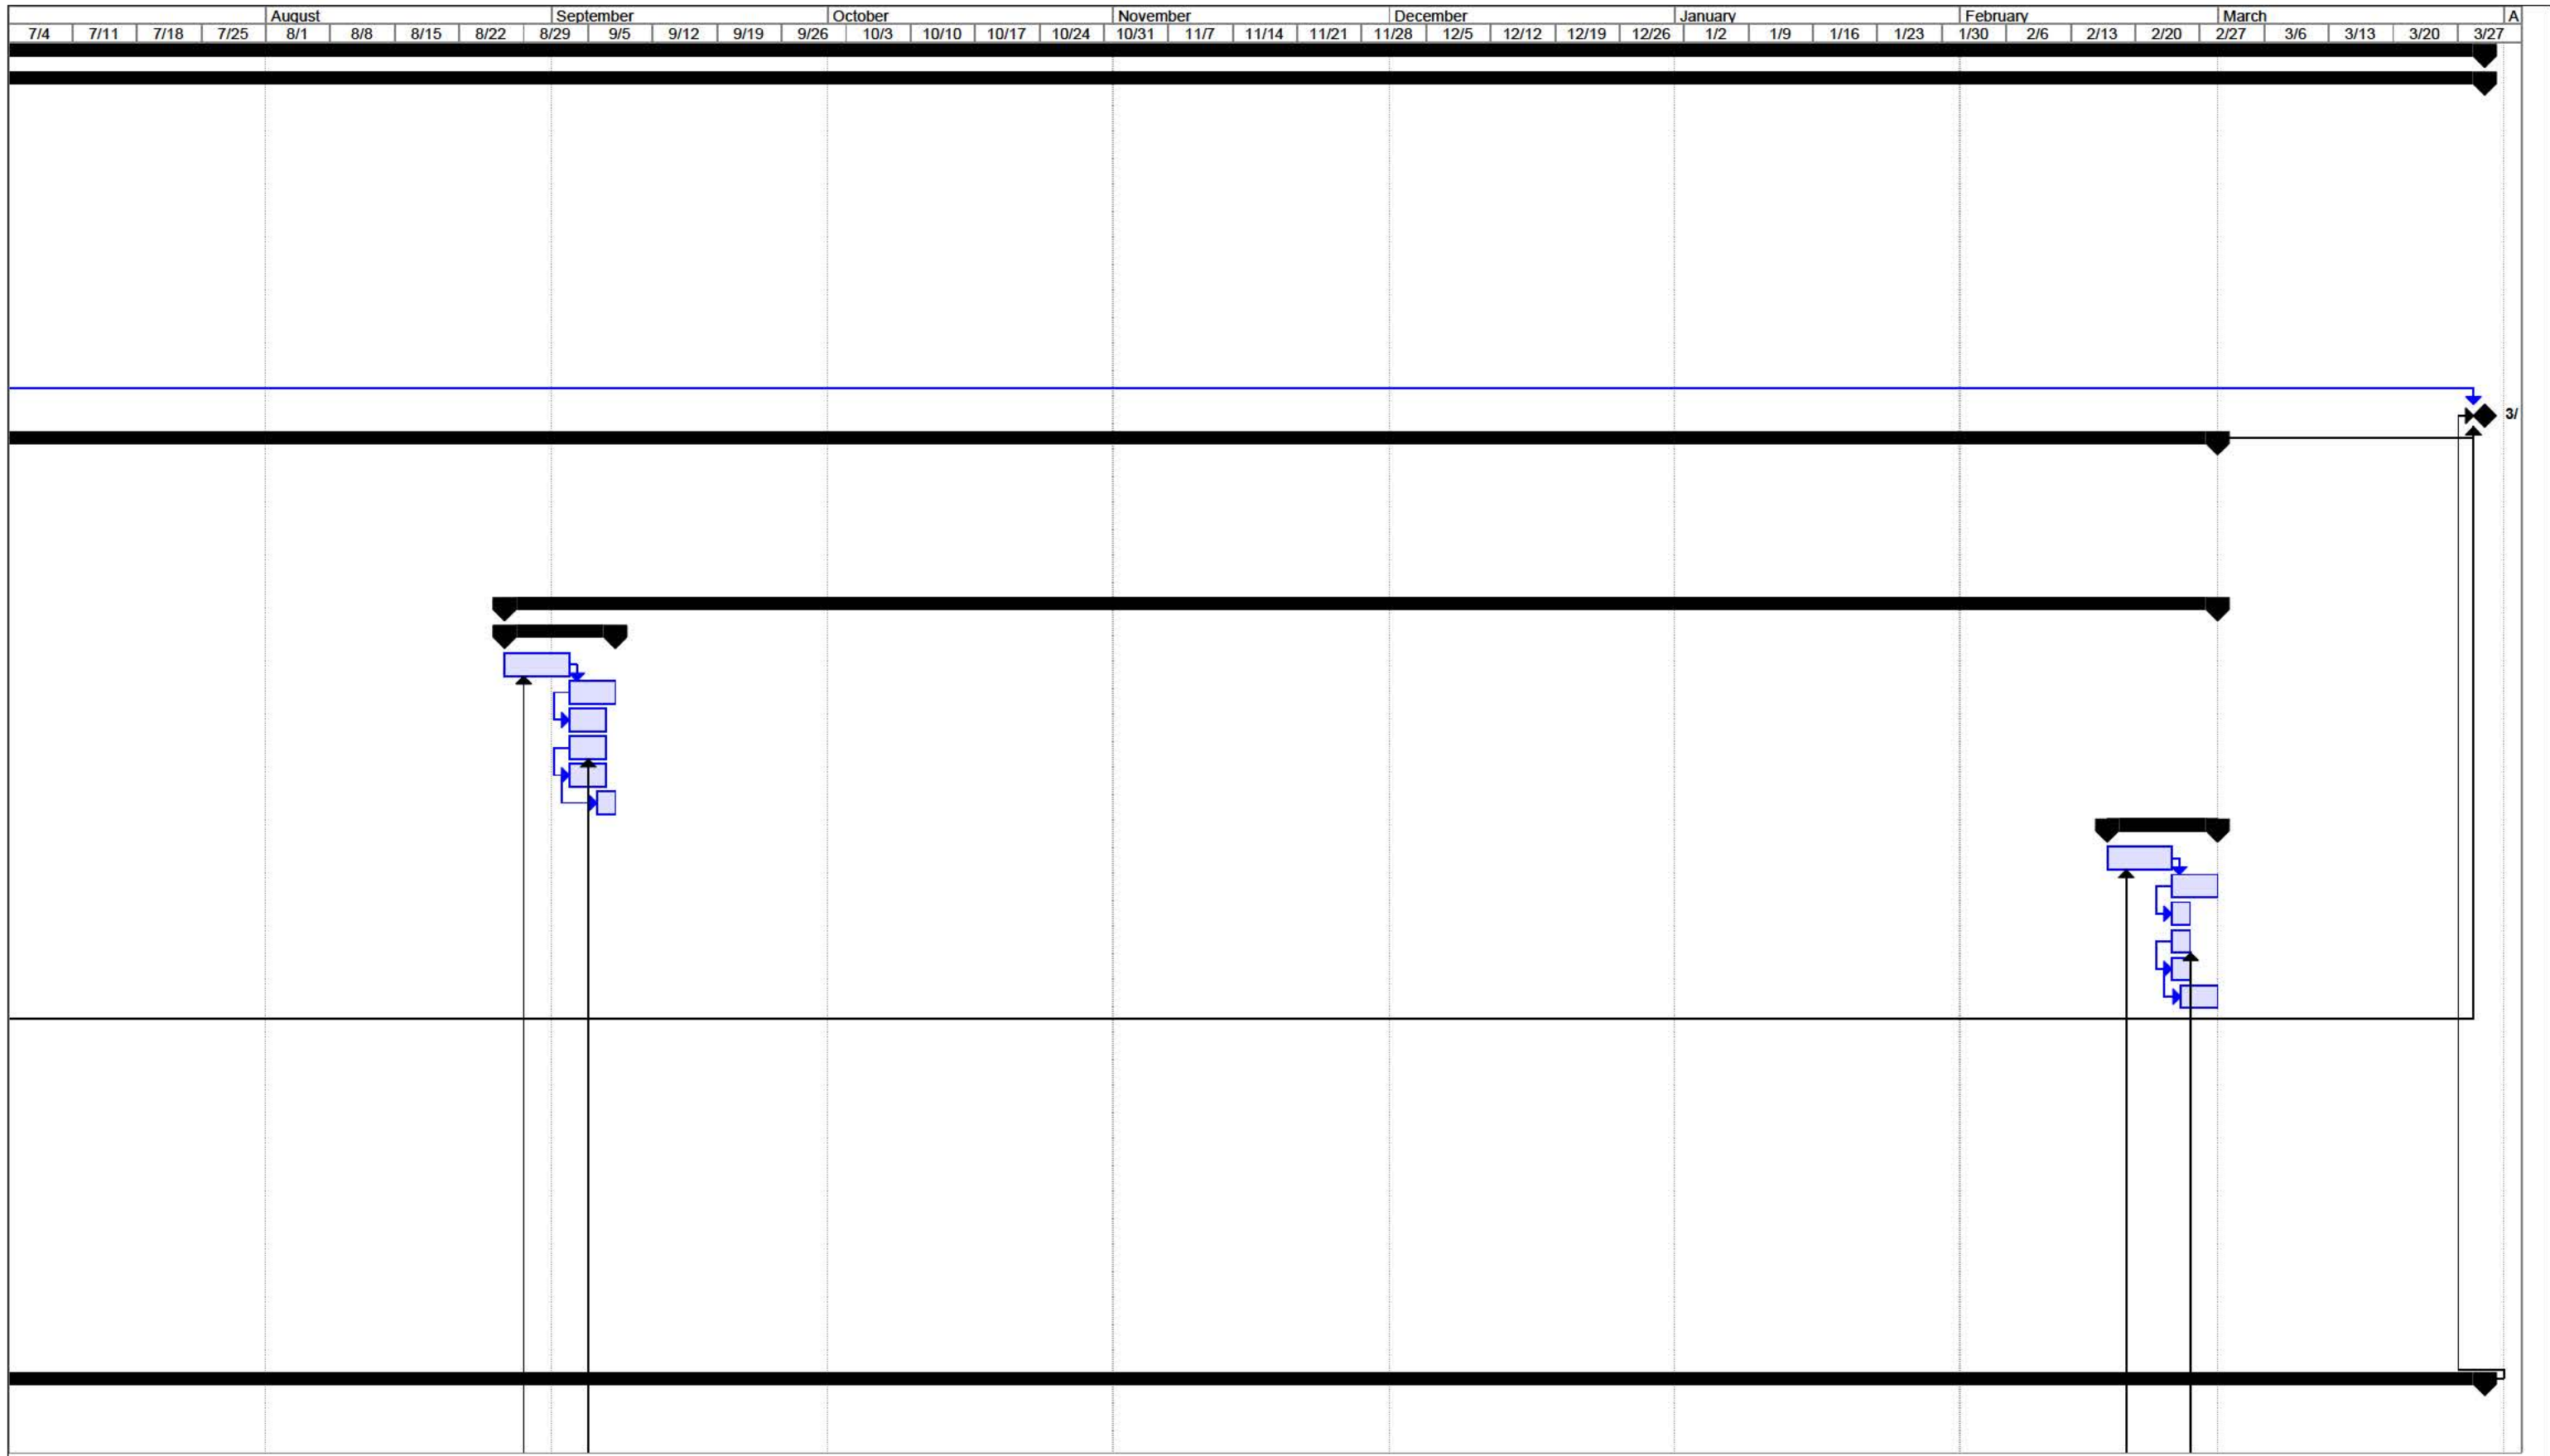 August September October November December January February March A
7/4 7/11 7/18 7/25 8/1 8/8 8/15 8/22 8/29 9/5 9/12 9/19 9/26 10/3 10/10 10/17 10/24 10/31 11/7 11/14 11/21 11/28 12/5 12/12 12/19 12/26 1/2 1/9 1/16 1/23 1/30 2/6 2/13 2/20 2/27 3/6 3/13 3/20 3/27
3/